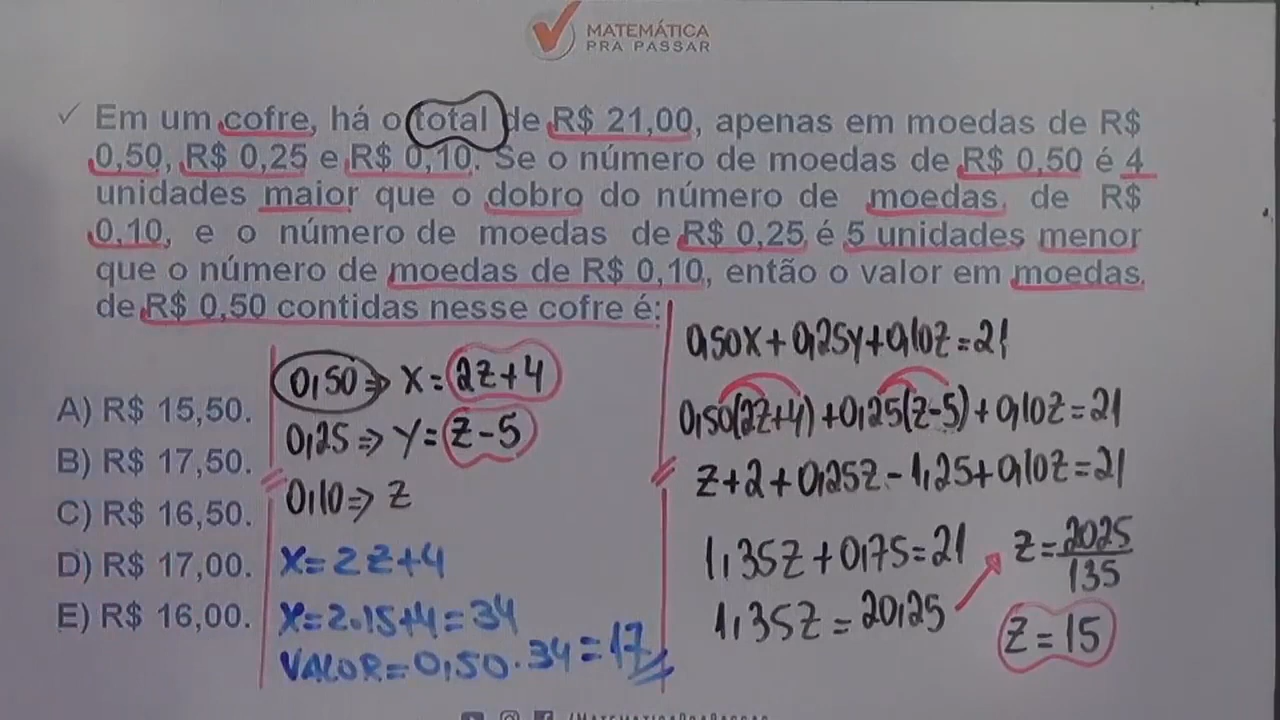 MATEMÁTICA
PRA PASSAR
✓ Em um cofre, há o total de R$ 21,00, apenas em moedas de R$
0,50, R$ 0,25 e R$ 0,10. Se o número de moedas de R$ 0,50 é 4
unidades maior que o dobro do número de moedas de R$
0,10, e o número de moedas de R$ 0,25 é 5 unidades menor
que o número de moedas de R$ 0,10, então o valor em moedas
de R$ 0,50 contidas nesse cofre é:
A) R$ 15,50.
B) R$ 17,50.
C) R$ 16,50.
D) R$ 17,00.
E) R$ 16,00.
0,50 => X = 2Z+4
0,25 => Y = Z-5
0,10 => Z
X = 2Z+4
X = 2.15+4 = 34
VALOR = 0,50.34 = 17
0,50X + 0,25Y + 0,10Z = 21
0,50(2Z+4) + 0,25(Z-5) + 0,10Z = 21
Z+2+0,25Z-1,25+0,10Z = 21
1,35Z + 0,75 = 21
1,35Z = 20,25
Z = 2025/135
Z = 15
/MATEMATICAPRAPASSAR